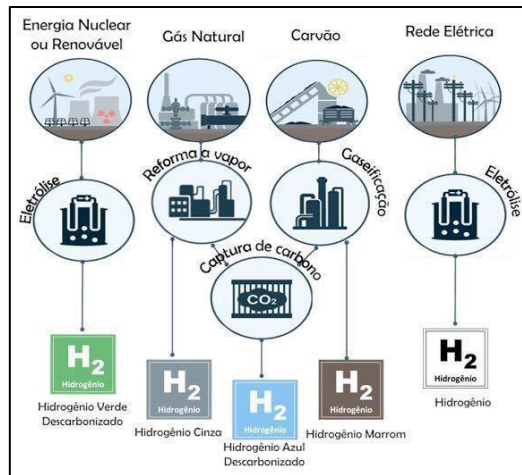 Energia Nuclear
ou Renovável
Gás Natural
Carvão
Rede Elétrica
Eletrólise
Reforma a vapor
Gaseificação
Eletrólise
Captura de carbono
CO₂
H₂
Hidrogênio
Hidrogênio Verde
Descarbonizado
H₂
Hidrogênio
Hidrogênio Cinza
H₂
Hidrogênio
Hidrogênio Azul
Descarbonizado
H₂
Hidrogênio
Hidrogênio Marrom
H₂
Hidrogênio
Hidrogênio